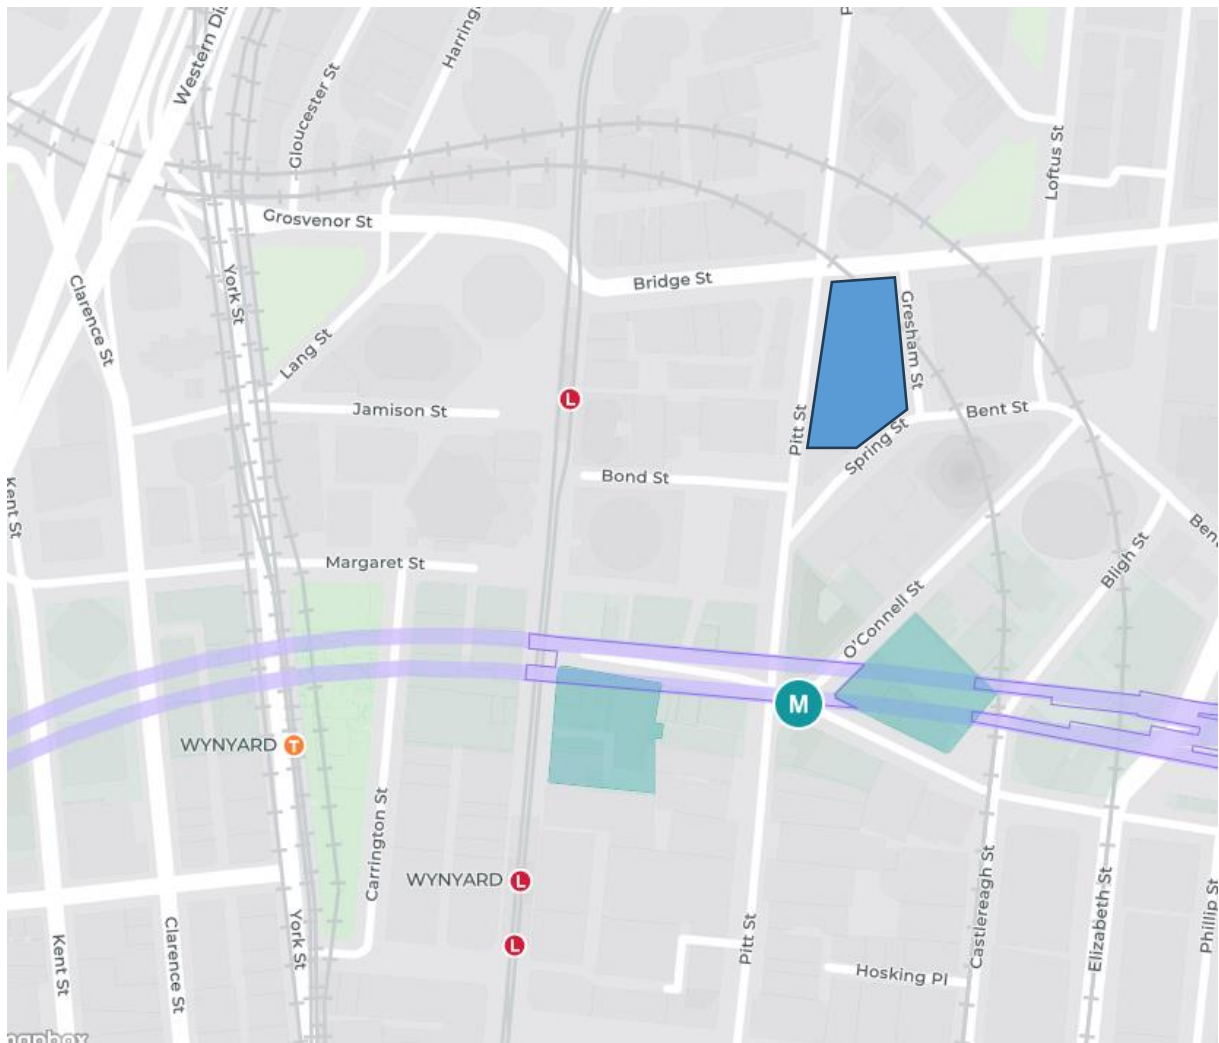 Western Dis
Gloucester St
Harring
P
Loftus St
Grosvenor St
York St
Clarence St
Bridge St
Lang St
Gresham St
Jamison St
L
Pitt St
Bent St
Spring St
Bond St
Kent St
Bent
Margaret St
Bligh St
O'Connell St
M
WYNYARD T
Carrington St
WYNYARD L
Castlereagh St
Elizabeth St
Phillip St
Pitt St
York St
Clarence St
Kent St
L
Hosking Pl
mapbox